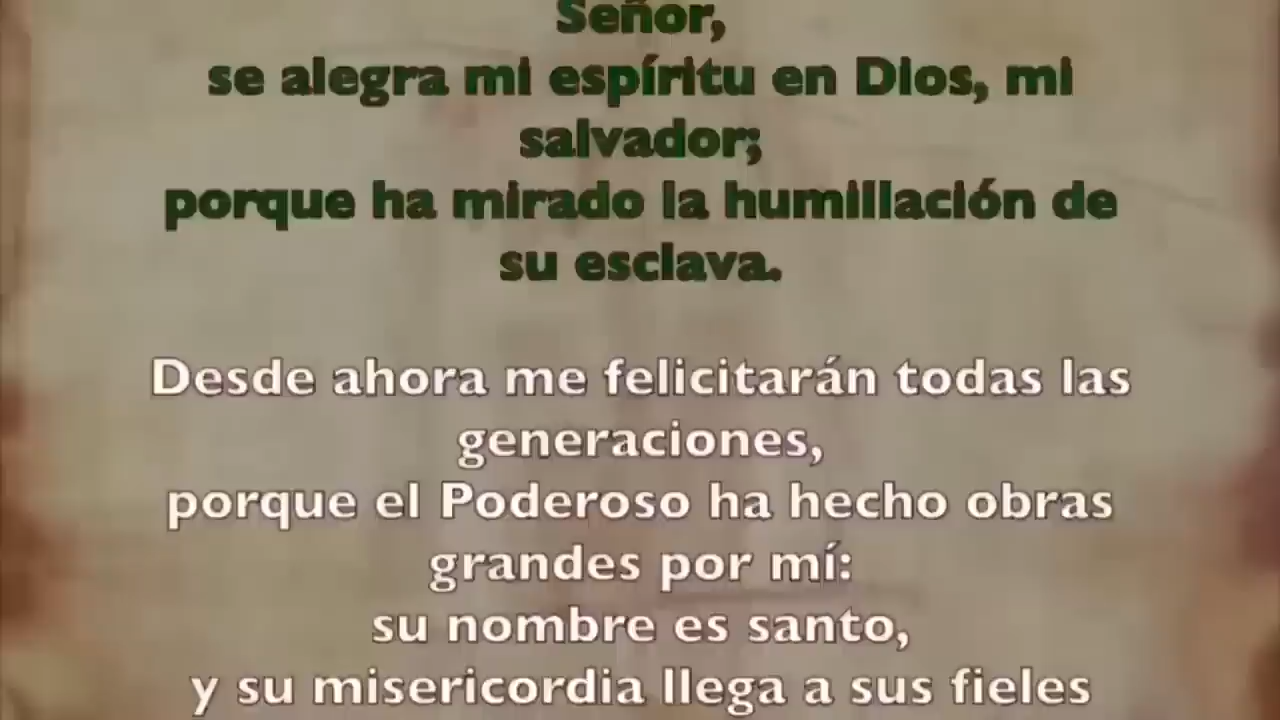 Señor,
se alegra mi espíritu en Dios, mi
salvador;
porque ha mirado la humillación de
su esclava.
Desde ahora me felicitarán todas las
generaciones,
porque el Poderoso ha hecho obras
grandes por mí:
su nombre es santo,
y su misericordia llega a sus fieles